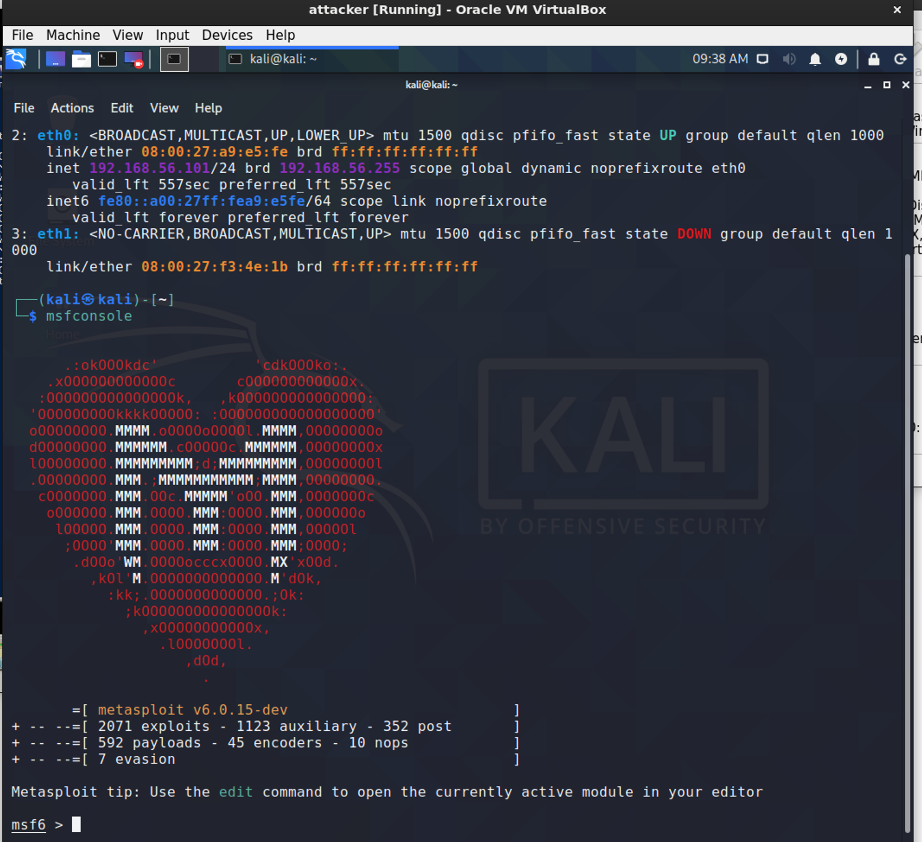 attacker [Running] - Oracle VM VirtualBox
File Machine View Input Devices Help
kali@kali: ~ 09:38 AM
kali@kali: ~
File Actions Edit View Help
2: eth0: <BROADCAST,MULTICAST,UP,LOWER_UP> mtu 1500 qdisc pfifo_fast state UP group default qlen 1000
link/ether 08:00:27:a9:e5:fe brd ff:ff:ff:ff:ff:ff
inet 192.168.56.101/24 brd 192.168.56.255 scope global dynamic noprefixroute eth0
valid_lft 557sec preferred_lft 557sec
inet6 fe80::a00:27ff:fea9:e5fe/64 scope link noprefixroute
valid_lft forever preferred_lft forever
3: eth1: <NO-CARRIER,BROADCAST,MULTICAST,UP> mtu 1500 qdisc pfifo_fast state DOWN group default qlen 1
000
link/ether 08:00:27:f3:4e:1b brd ff:ff:ff:ff:ff:ff
┌──(kali㉿kali)-[~]
└─$ msfconsole
.:okOOOkdc' 'cdkOOOko:.
.xOOOOOOOOOOOOc cOOOOOOOOOOOOx.
:OOOOOOOOOOOOOOOk, ,kOOOOOOOOOOOOOOO:
'OOOOOOOOOkkkkOOOOO: :OOOOOOOOOOOOOOOOOO'
oOOOOOOOO.MMMM.oOOOOoOOOOl.MMMM,OOOOOOOOo
dOOOOOOOO.MMMMMM.cOOOOOc.MMMMMM,OOOOOOOOx
lOOOOOOOO.MMMMMMMMM;d;MMMMMMMMM,OOOOOOOOl
.OOOOOOOO.MMM.;MMMMMMMMMMM;MMMM,OOOOOOOO.
cOOOOOOO.MMM.OOc.MMMMM'oOO.MMM,OOOOOOOc
oOOOOOO.MMM.OOOO.MMM:OOOO.MMM,OOOOOOo
lOOOOO.MMM.OOOO.MMM:OOOO.MMM,OOOOOl
;OOOO'MMM.OOOO.MMM:OOOO.MMM;OOOO;
.dOOo'WM.OOOOocccxOOOO.MX'xOOd.
,kOl'M.OOOOOOOOOOOOO.M'dOk,
:kk;.OOOOOOOOOOOOO.;Ok:
;kOOOOOOOOOOOOOOOk:
,xOOOOOOOOOOOx,
.lOOOOOOOl.
,dOd,
.
KALI
BY OFFENSIVE SECURITY
=[ metasploit v6.0.15-dev ]
+ -- --=[ 2071 exploits - 1123 auxiliary - 352 post ]
+ -- --=[ 592 payloads - 45 encoders - 10 nops ]
+ -- --=[ 7 evasion ]
Metasploit tip: Use the edit command to open the currently active module in your editor
msf6 >